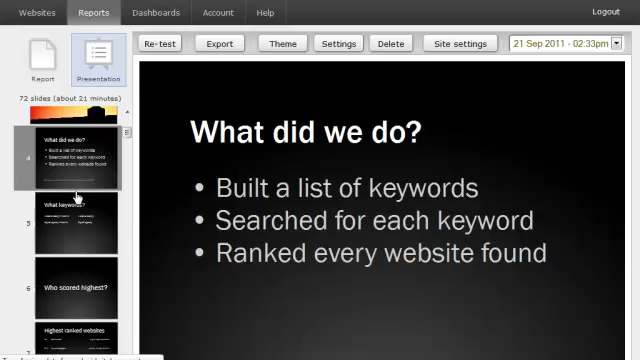 Websites Reports Dashboards Account Help Logout
Re-test Export Theme Settings Delete Site settings 21 Sep 2011 - 02:33pm
Report Presentation
72 slides (about 21 minutes)
4
What did we do?
Built a list of keywords
Searched for each keyword
Ranked every website found
5
What keywords?
6
Who scored highest?
7
Highest ranked websites
What did we do?
• Built a list of keywords
• Searched for each keyword
• Ranked every website found